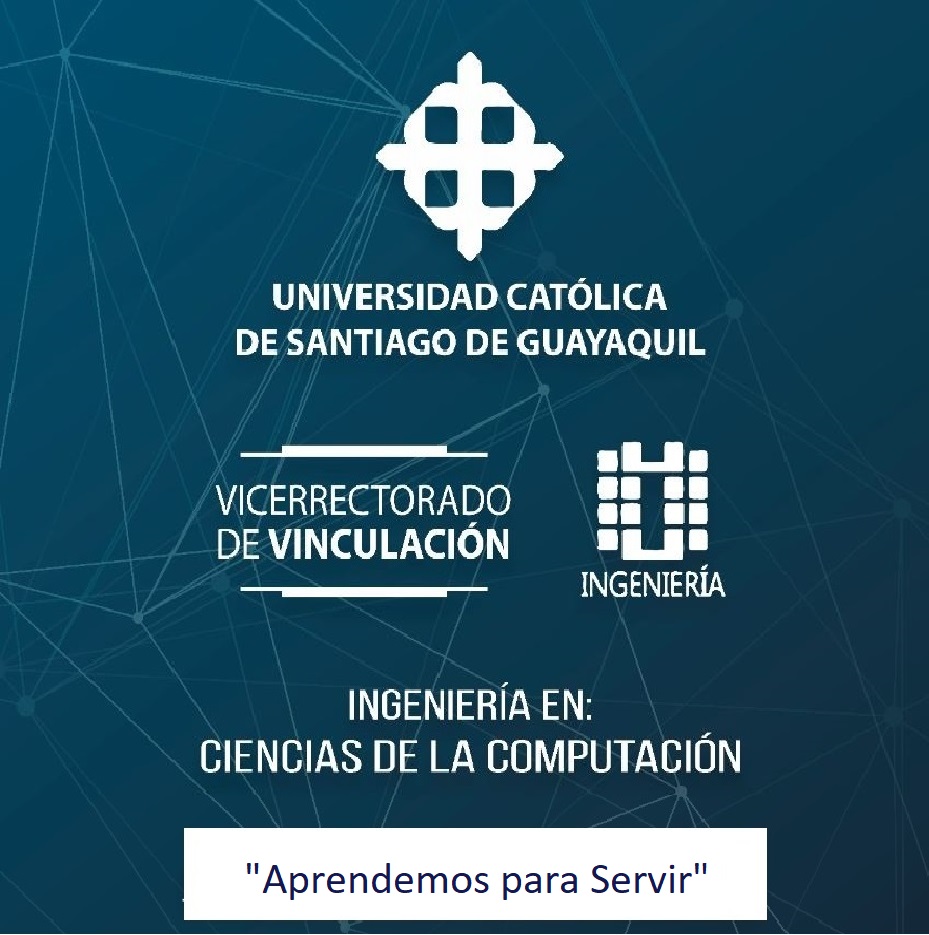 UNIVERSIDAD CATÓLICA
DE SANTIAGO DE GUAYAQUIL
VICERRECTORADO
DE VINCULACIÓN
INGENIERÍA
INGENIERÍA EN:
CIENCIAS DE LA COMPUTACIÓN
"Aprendemos para Servir"